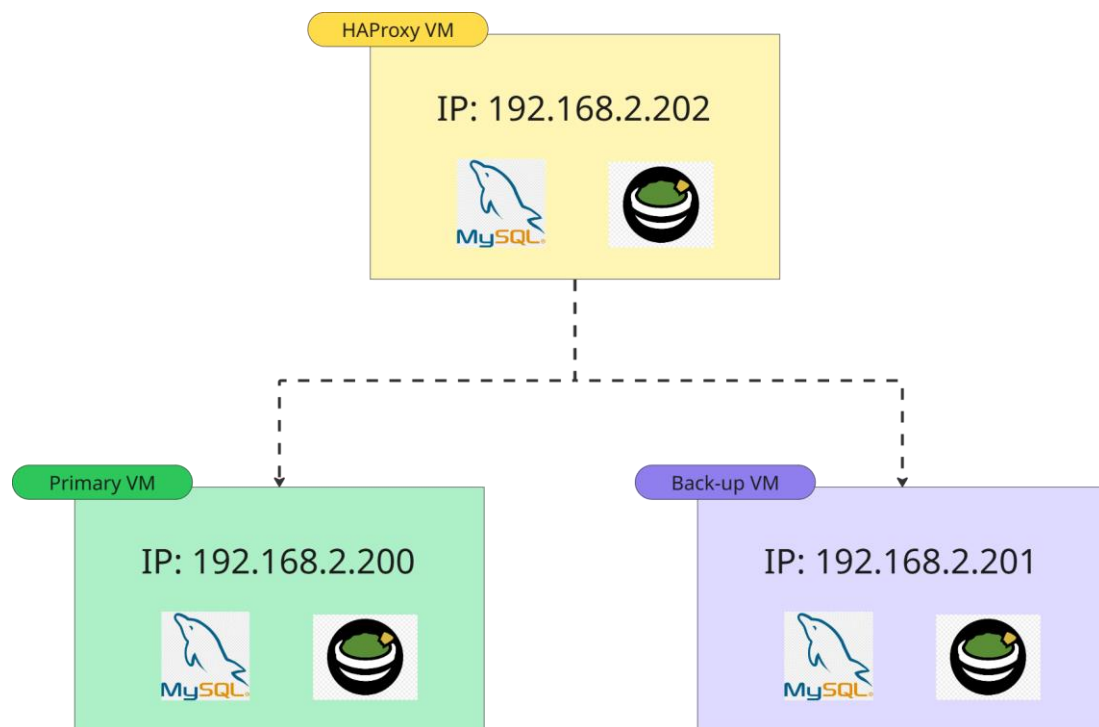 HAProxy VM
IP: 192.168.2.202
MySQL®
Primary VM
Back-up VM
IP: 192.168.2.200
IP: 192.168.2.201
MySQL®
MySQL®